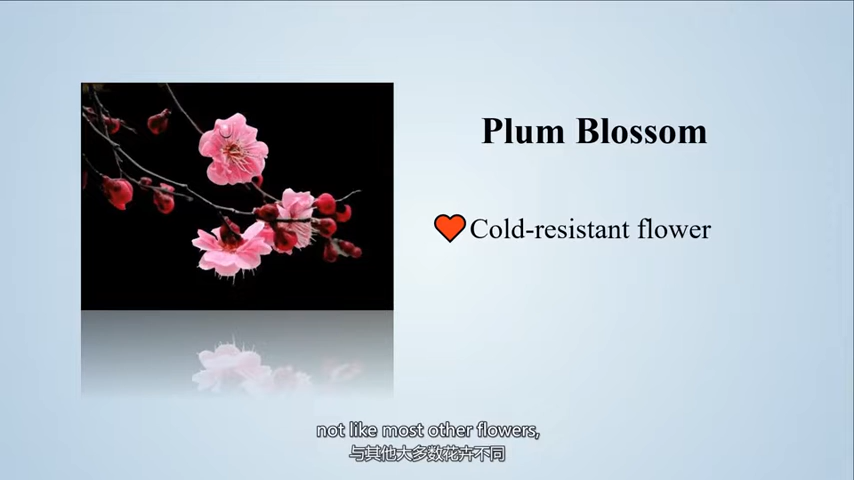 Plum Blossom
Cold-resistant flower
not like most other flowers,
与其他大多数花卉不同